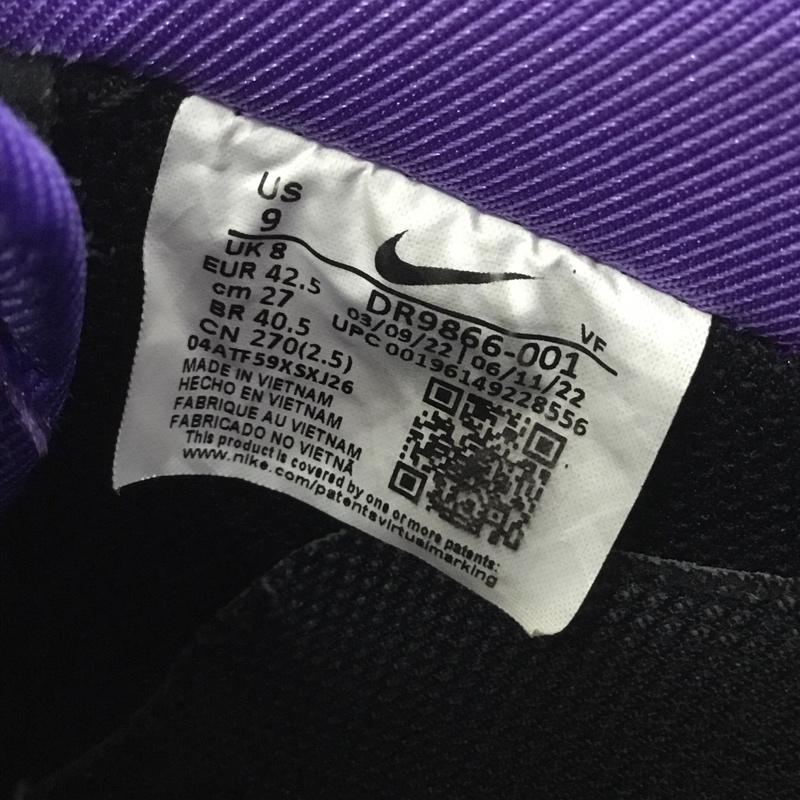 US
9
UK 8
EUR 42.5
cm 27
BR 40.5
CN 270(2.5)
04ATF59XSXJ26
MADE IN VIETNAM
HECHO EN VIETNAM
FABRIQUE AU VIETNAM
FABRICADO NO VIETNÃ
This product is covered by one or more patents:
www.nike.com/patentsvirtualmarking
VF
DR9866-001
03/09/22 | 06/11/22
UPC 00196149228556